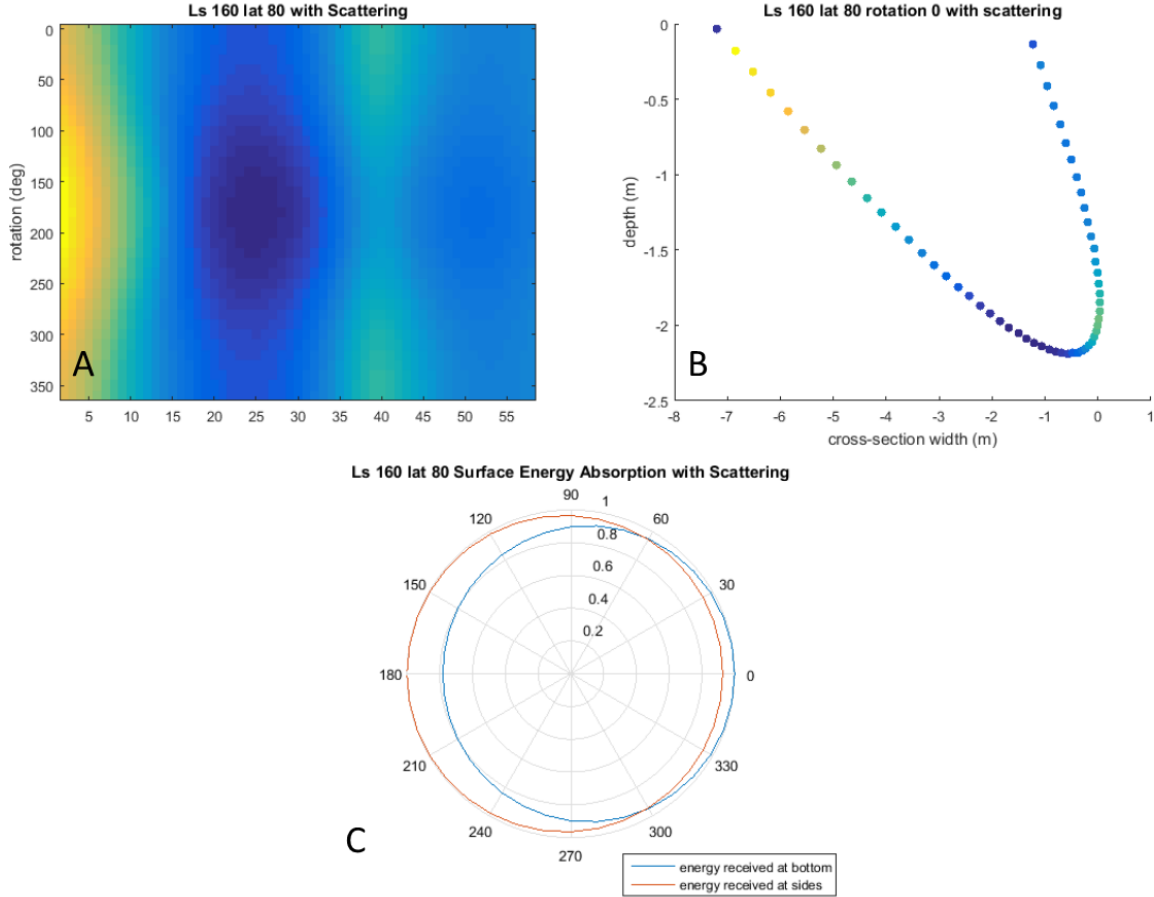 Ls 160 lat 80 with Scattering
0
50
100
150
200
250
300
350
rotation (deg)
A
5 10 15 20 25 30 35 40 45 50 55
Ls 160 lat 80 rotation 0 with scattering
0
-0.5
-1
-1.5
-2
-2.5
depth (m)
B
-8 -7 -6 -5 -4 -3 -2 -1 0 1
cross-section width (m)
Ls 160 lat 80 Surface Energy Absorption with Scattering
90
120 1 60
0.8
0.6
150 0.4 30
0.2
180 0
210 330
240 300
C
270
energy received at bottom
energy received at sides